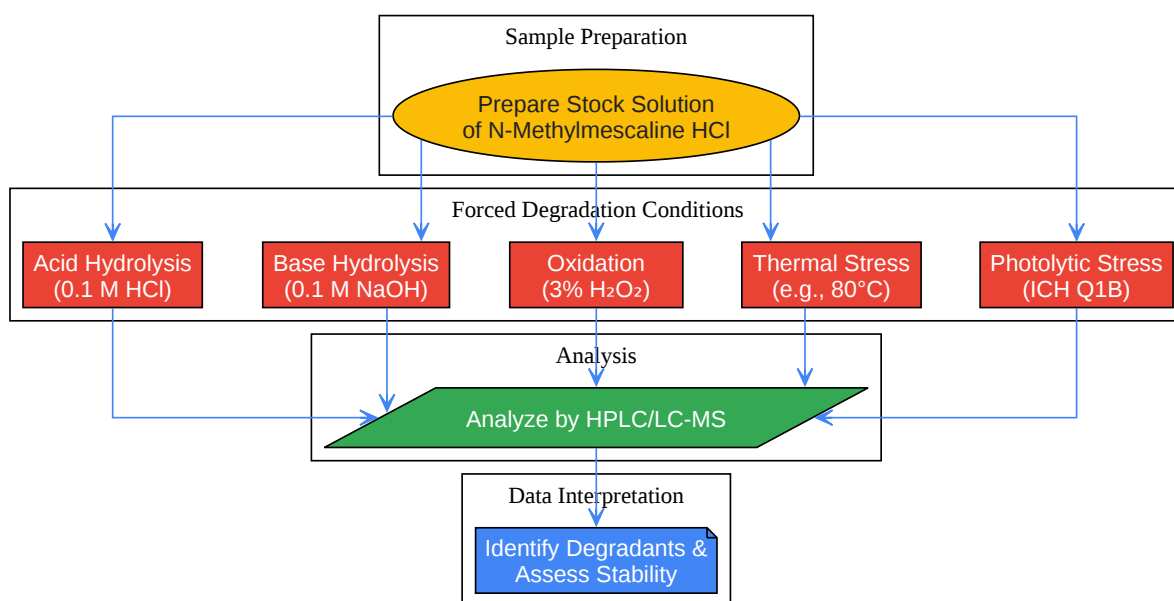 Sample Preparation
Prepare Stock Solution
of N-Methylmescaline HCl
Forced Degradation Conditions
Acid Hydrolysis
(0.1 M HCl)
Base Hydrolysis
(0.1 M NaOH)
Oxidation
(3% H₂O₂)
Thermal Stress
(e.g., 80°C)
Photolytic Stress
(ICH Q1B)
Analysis
Analyze by HPLC/LC-MS
Data Interpretation
Identify Degradants &
Assess Stability